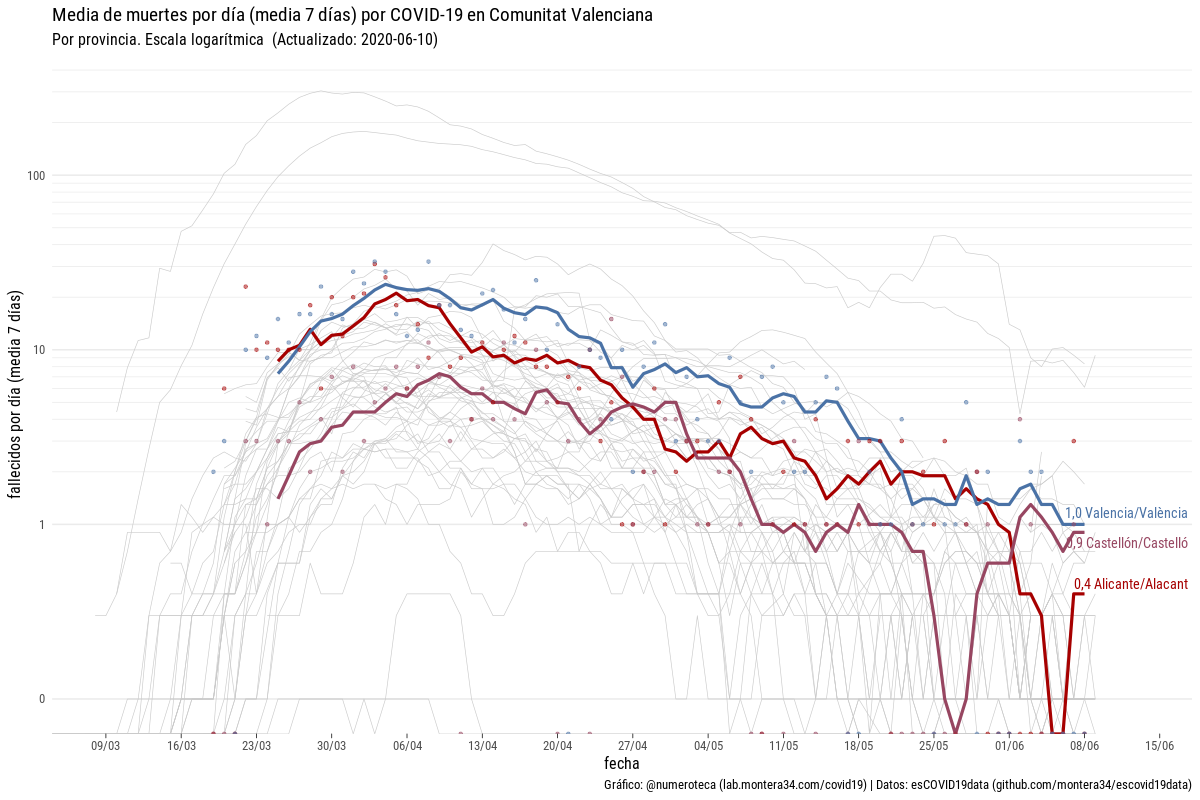 Media de muertes por día (media 7 días) por COVID-19 en Comunitat Valenciana
Por provincia. Escala logarítmica (Actualizado: 2020-06-10)
fallecidos por día (media 7 días)
100
10
1
0
1,0 Valencia/València
0,9 Castellón/Castelló
0,4 Alicante/Alacant
09/03
16/03
23/03
30/03
06/04
13/04
20/04
27/04
04/05
11/05
18/05
25/05
01/06
08/06
15/06
fecha
Gráfico: @numeroteca (lab.montera34.com/covid19) | Datos: esCOVID19data (github.com/montera34/escovid19data)